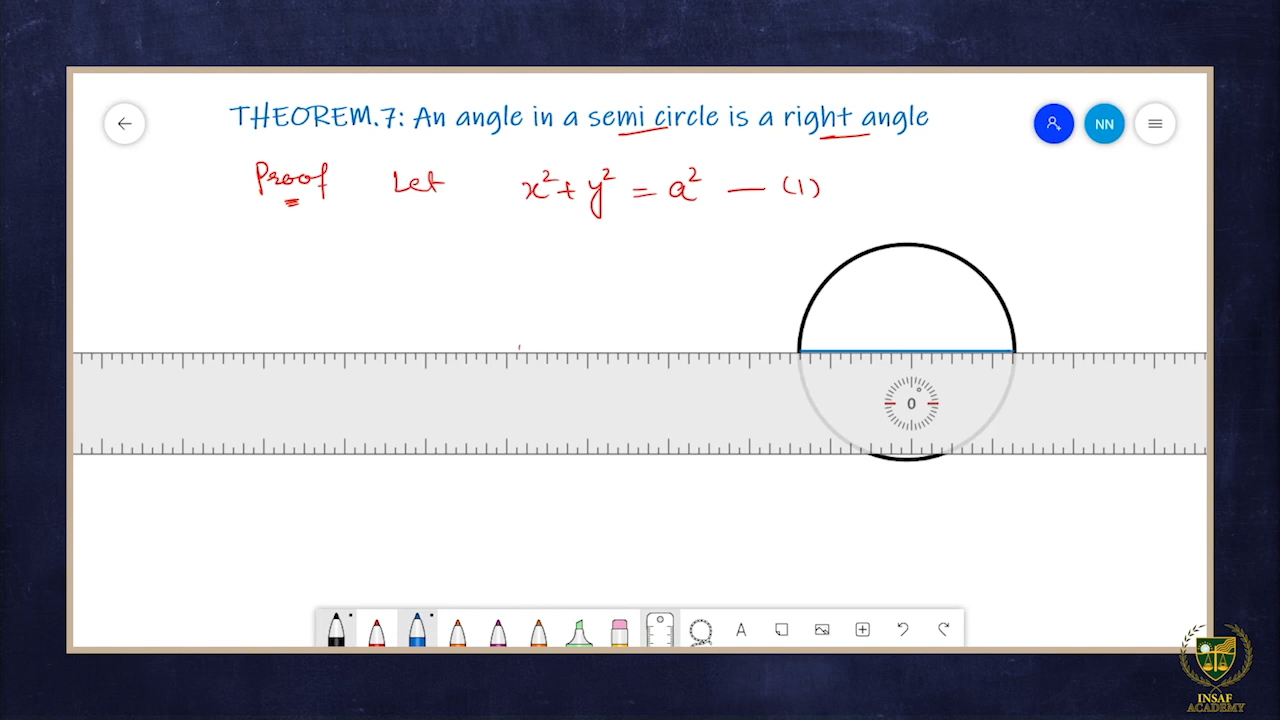 THEOREM.7: An angle in a semi circle is a right angle
NN
Proof Let x² + y² = a² — (1)
0°
A
INSAF
ACADEMY